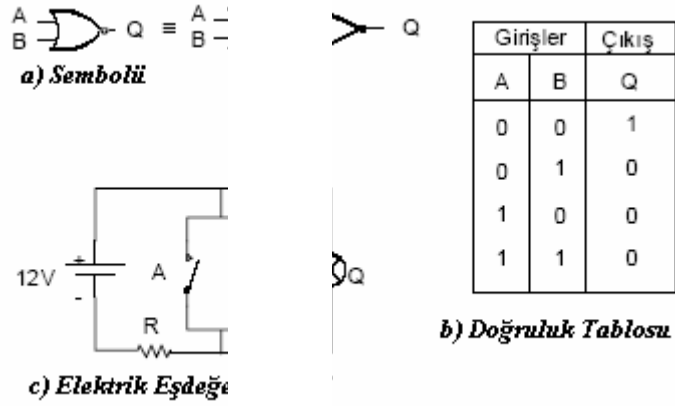 A
B
Q ≡ A
B
Q
a) Sembolü
Girişler Çıkış
A B Q
0 0 1
0 1 0
1 0 0
1 1 0
b) Doğruluk Tablosu
12V
+
-
A
R
Q
c) Elektrik